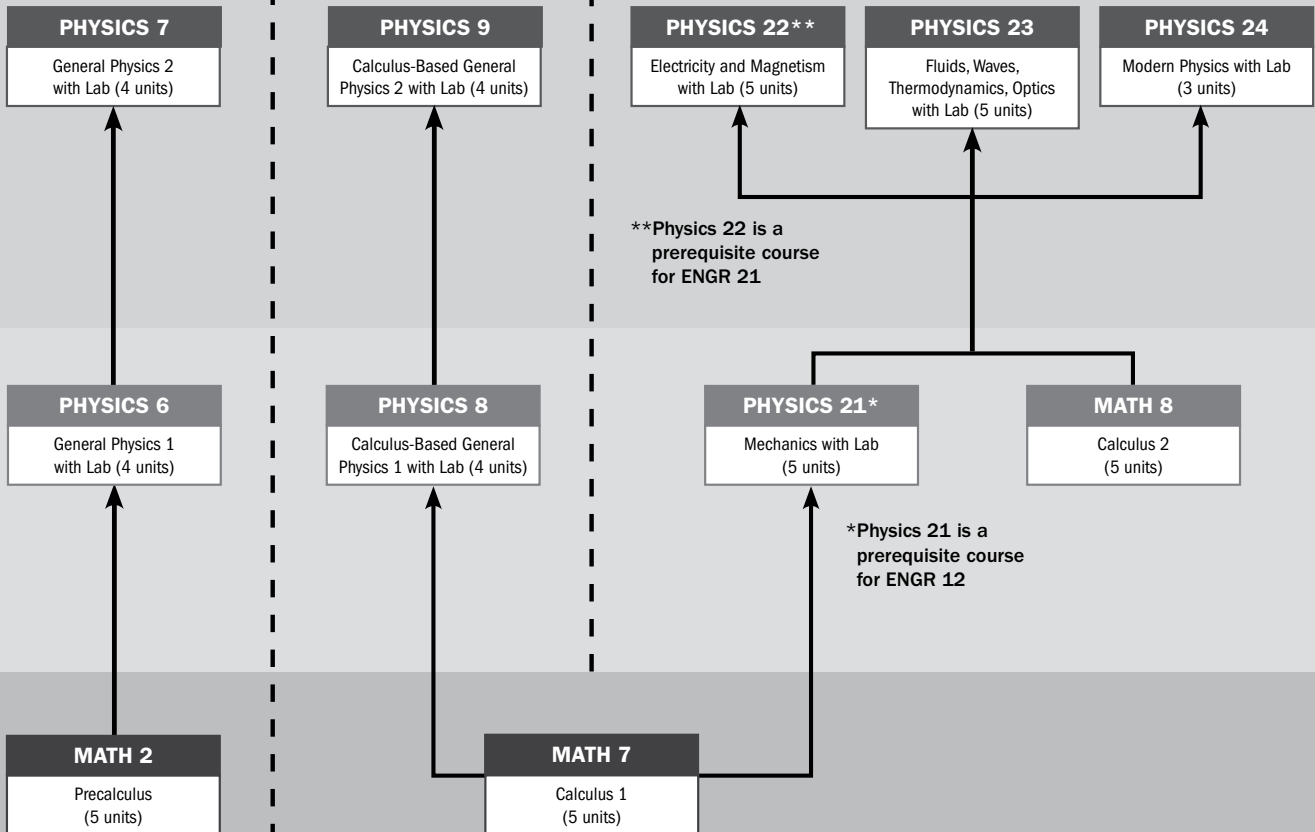 PHYSICS 7
General Physics 2
with Lab (4 units)
PHYSICS 9
Calculus-Based General
Physics 2 with Lab (4 units)
PHYSICS 22**
Electricity and Magnetism
with Lab (5 units)
PHYSICS 23
Fluids, Waves,
Thermodynamics, Optics
with Lab (5 units)
PHYSICS 24
Modern Physics with Lab
(3 units)
**Physics 22 is a
prerequisite course
for ENGR 21
PHYSICS 6
General Physics 1
with Lab (4 units)
PHYSICS 8
Calculus-Based General
Physics 1 with Lab (4 units)
PHYSICS 21*
Mechanics with Lab
(5 units)
MATH 8
Calculus 2
(5 units)
*Physics 21 is a
prerequisite course
for ENGR 12
MATH 2
Precalculus
(5 units)
MATH 7
Calculus 1
(5 units)